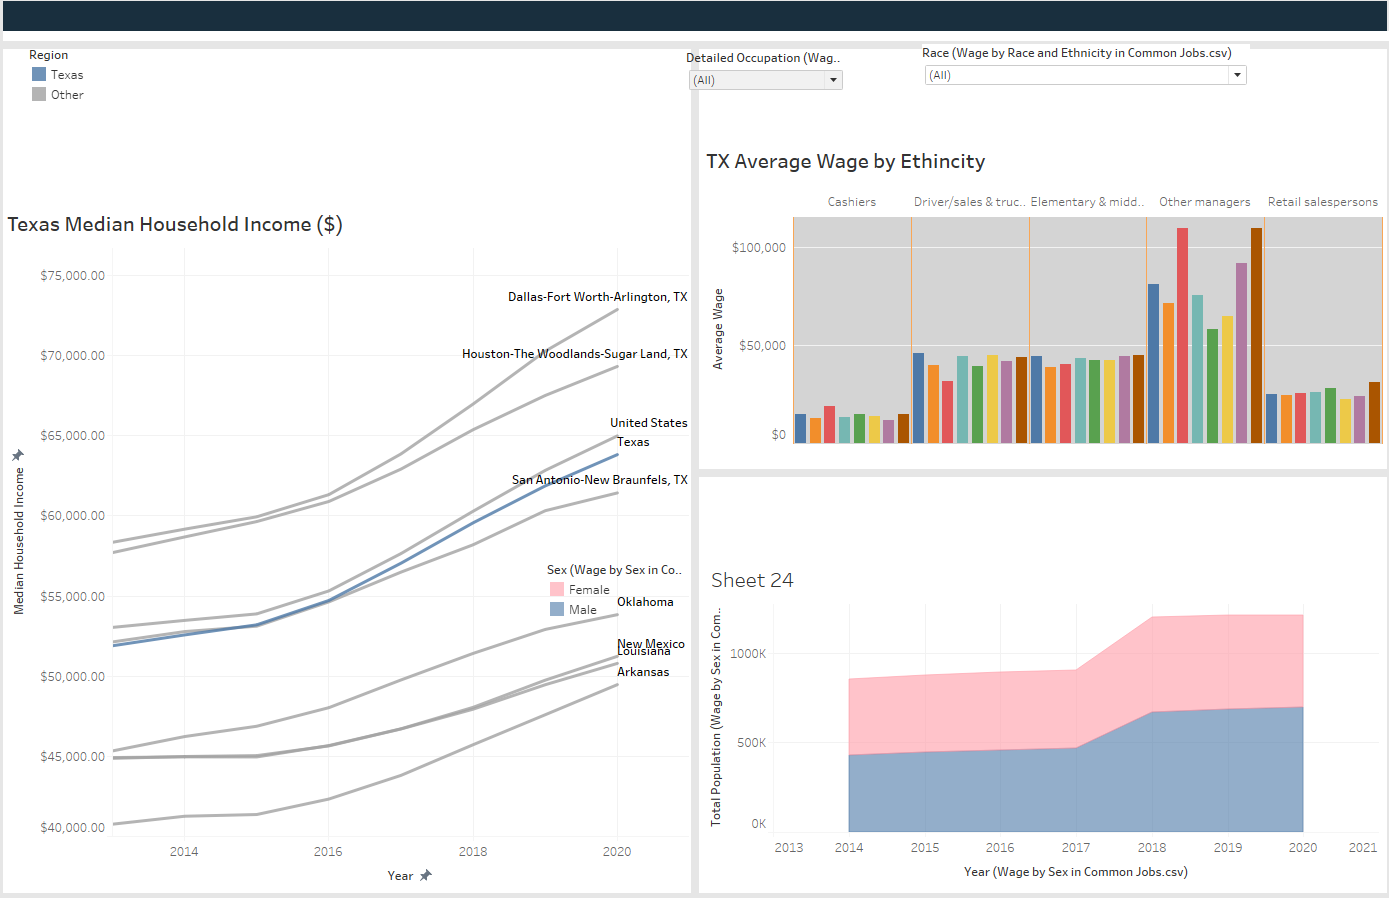 Region
Texas
Other
Detailed Occupation (Wag..
(All)
Race (Wage by Race and Ethnicity in Common Jobs.csv)
(All)
Texas Median Household Income ($)
Median Household Income
$75,000.00
$70,000.00
$65,000.00
$60,000.00
$55,000.00
$50,000.00
$45,000.00
$40,000.00
Dallas-Fort Worth-Arlington, TX
Houston-The Woodlands-Sugar Land, TX
United States
Texas
San Antonio-New Braunfels, TX
Sex (Wage by Sex in Co..
Female
Male
Oklahoma
New Mexico
Louisiana
Arkansas
2014 2016 2018 2020
Year
TX Average Wage by Ethincity
Cashiers Driver/sales & truc.. Elementary & midd.. Other managers Retail salespersons
Average Wage
$100,000
$50,000
$0
Sheet 24
Total Population (Wage by Sex in Com..
1000K
500K
0K
2013 2014 2015 2016 2017 2018 2019 2020 2021
Year (Wage by Sex in Common Jobs.csv)